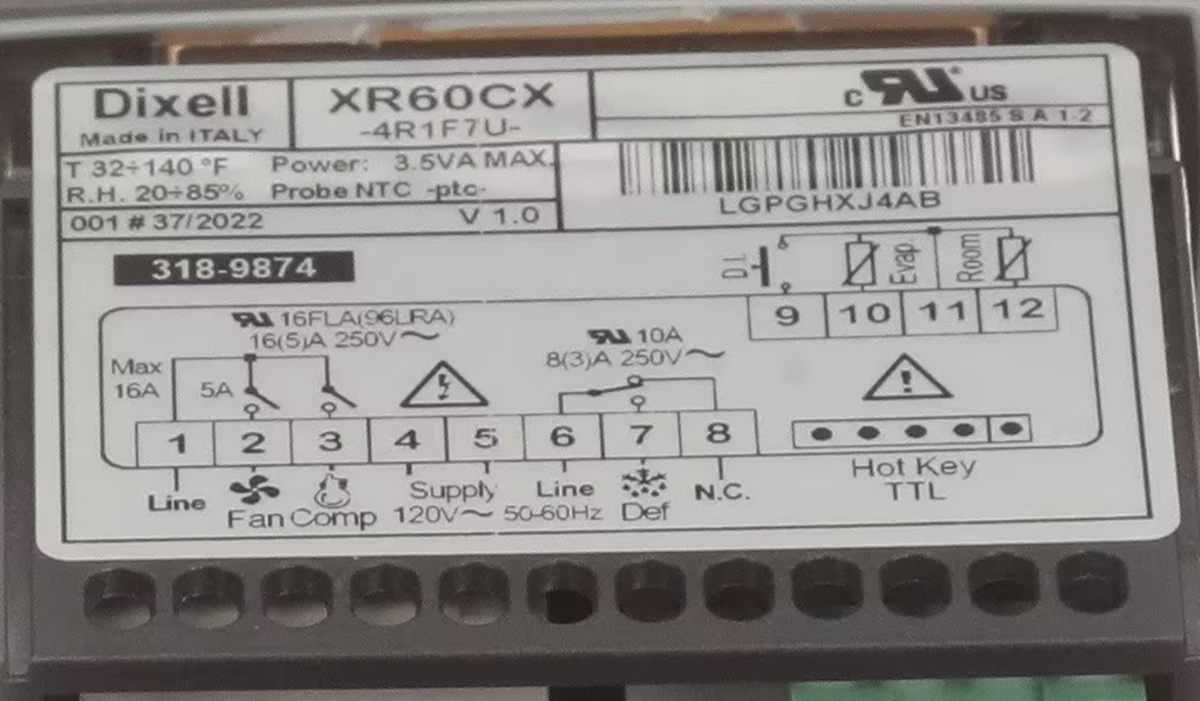 Dixell
Made in ITALY
XR60CX
-4R1F7U-
c RU US
EN13485 S A 1-2
T 32÷140 °F Power: 3.5VA MAX.
R.H. 20÷85% Probe NTC -ptc-
001 # 37/2022 V 1.0
LGPGHXJ4AB
318-9874
D.I. Evap Room
9 10 11 12
RU 16FLA(96LRA)
16(5)A 250V~
RU 10A
8(3)A 250V~
Max
16A 5A
1 2 3 4 5 6 7 8
Line Fan Comp
Supply
120V~ 50-60Hz
Line Def N.C.
Hot Key
TTL